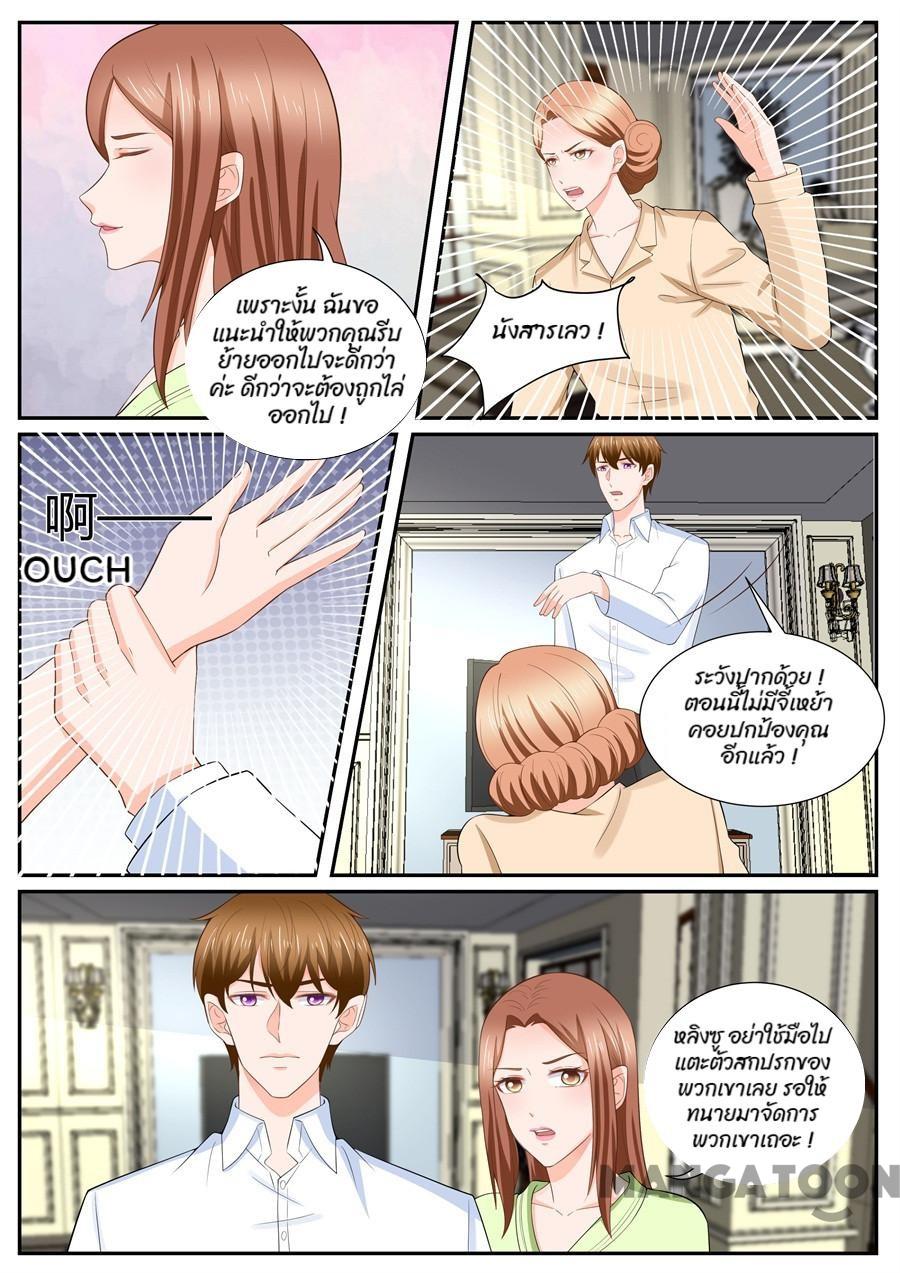 เพราะงั้น ฉันขอ
แนะนำให้พวกคุณรีบ
ย้ายออกไปจะดีกว่า
ค่ะ ดีกว่าจะต้องถูกไล่
ออกไป !
นังสารเลว !
啊——
OUCH
ระวังปากด้วย !
ตอนนี้ไม่มีจี้เหย้า
คอยปกป้องคุณ
อีกแล้ว !
หลิงซู อย่าใช้มือไป
แตะตัวสกปรกของ
พวกเขาเลย รอให้
ทนายมาจัดการ
พวกเขาเถอะ !
MANGATOON